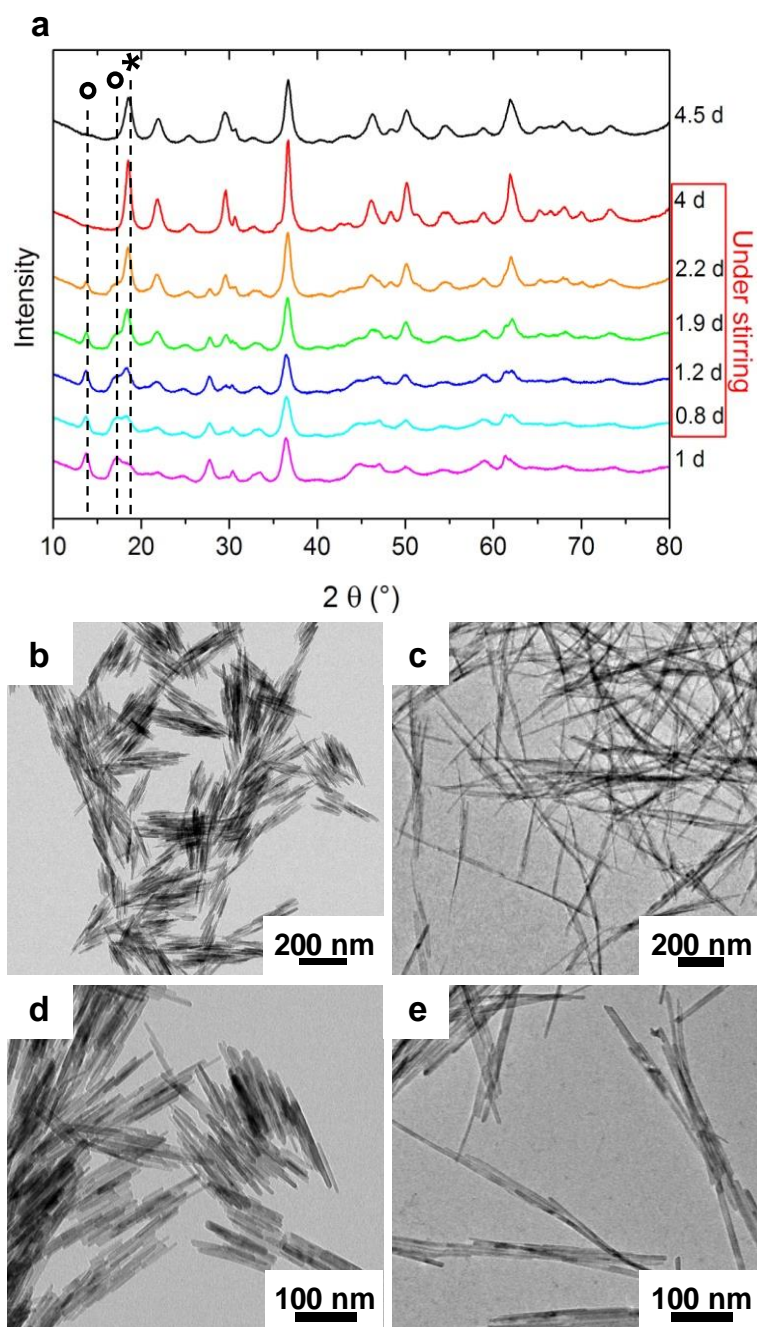 a
4.5 d
4 d
2.2 d
1.9 d
1.2 d
0.8 d
1 d
Under stirring
Intensity
10 20 30 40 50 60 70 80
2 θ (°)
b
200 nm
c
200 nm
d
100 nm
e
100 nm